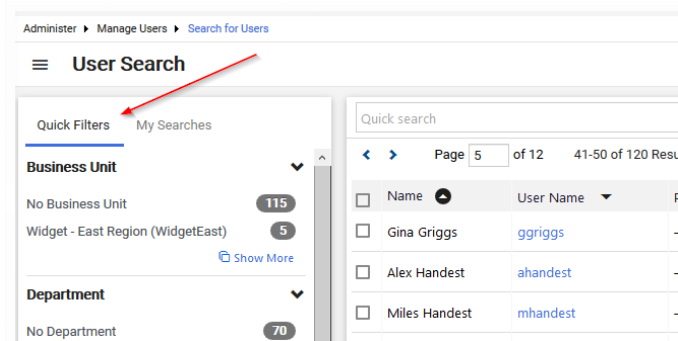 Administer Manage Users Search for Users
User Search
Quick Filters My Searches
Business Unit
No Business Unit 115
Widget - East Region (WidgetEast) 5
Show More
Department
No Department 70
Quick search
Page 5 of 12 41-50 of 120 Resu
Name User Name
Gina Griggs ggriggs -
Alex Handest ahandest -
Miles Handest mhandest -